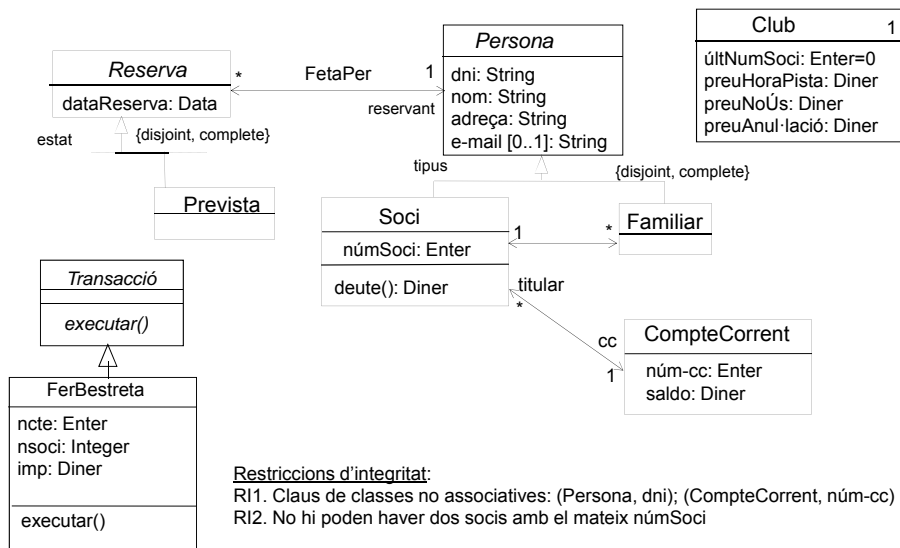 Reserva
dataReserva: Data
*
FetaPer
1
reservant
estat
{disjoint, complete}
Prevista
Persona
dni: String
nom: String
adreça: String
e-mail [0..1]: String
Club
1
últNumSoci: Enter=0
preuHoraPista: Diner
preuNoÚs: Diner
preuAnul·lació: Diner
tipus
{disjoint, complete}
Soci
númSoci: Enter
deute(): Diner
1
*
Familiar
titular
*
cc
1
CompteCorrent
núm-cc: Enter
saldo: Diner
Transacció
executar()
FerBestreta
ncte: Enter
nsoci: Integer
imp: Diner
executar()
Restriccions d'integritat:
RI1. Claus de classes no associatives: (Persona, dni); (CompteCorrent, núm-cc)
RI2. No hi poden haver dos socis amb el mateix númSoci